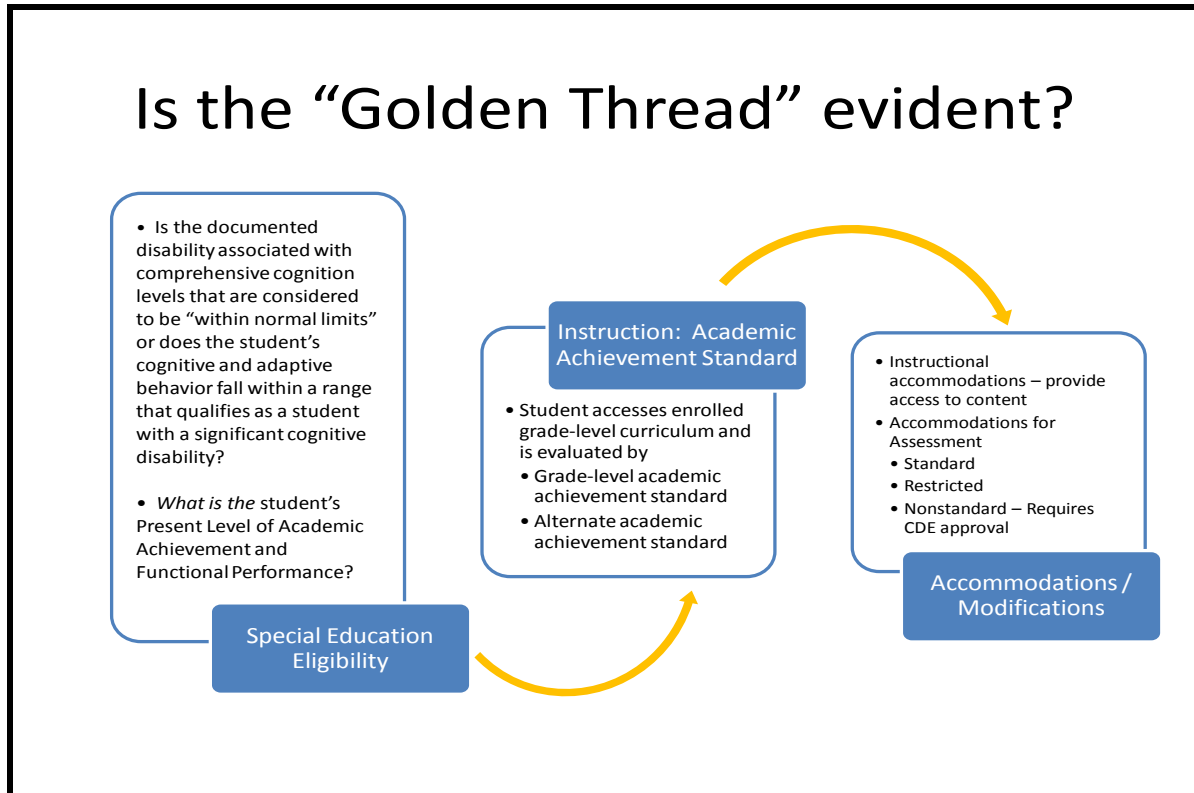 Is the “Golden Thread” evident?
• Is the documented
disability associated with
comprehensive cognition
levels that are considered
to be “within normal limits”
or does the student’s
cognitive and adaptive
behavior fall within a range
that qualifies as a student
with a significant cognitive
disability?
• What is the student’s
Present Level of Academic
Achievement and
Functional Performance?
Special Education
Eligibility
Instruction: Academic
Achievement Standard
• Student accesses enrolled
grade-level curriculum and
is evaluated by
• Grade-level academic
achievement standard
• Alternate academic
achievement standard
• Instructional
accommodations – provide
access to content
• Accommodations for
Assessment
• Standard
• Restricted
• Nonstandard – Requires
CDE approval
Accommodations /
Modifications